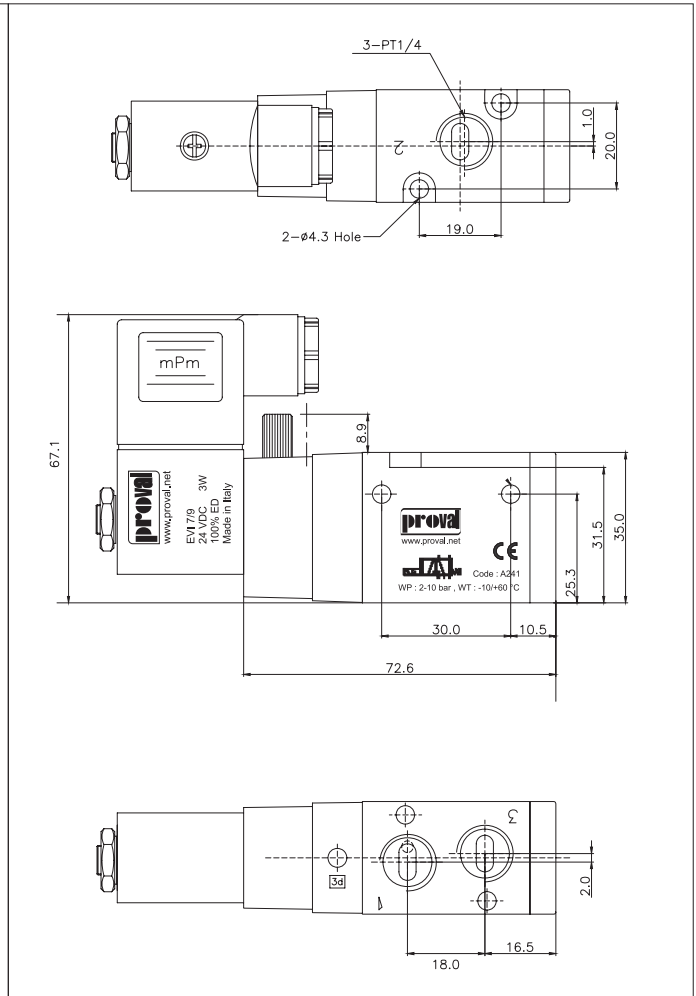 3-PT1/4
2
1.0
20.0
19.0
2-ø4.3 Hole
mPm
67.1
8.9
proval
www.proval.net
EVI 7/9
24 VDC 3W
100% ED
Made in Italy
proval
www.proval.net
CE
Code : A241
WP : 2-10 bar , WT : -10/+60 °C
25.3
31.5
35.0
30.0
10.5
72.6
3
3d
1
2.0
16.5
18.0